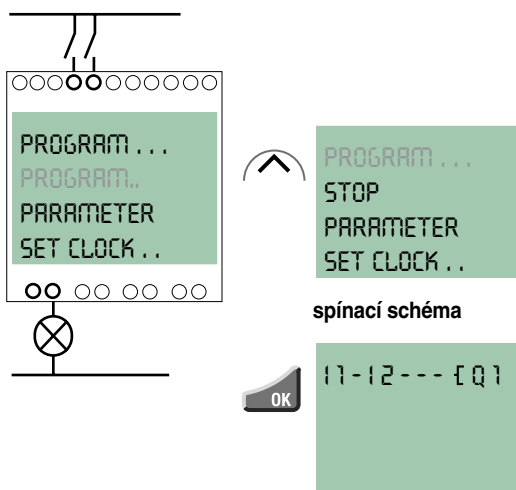 PROGRAM ...
PROGRAM..
PARAMETER
SET CLOCK ..
PROGRAM ...
STOP
PARAMETER
SET CLOCK ..
spínací schéma
OK
I1-I2---[Q1